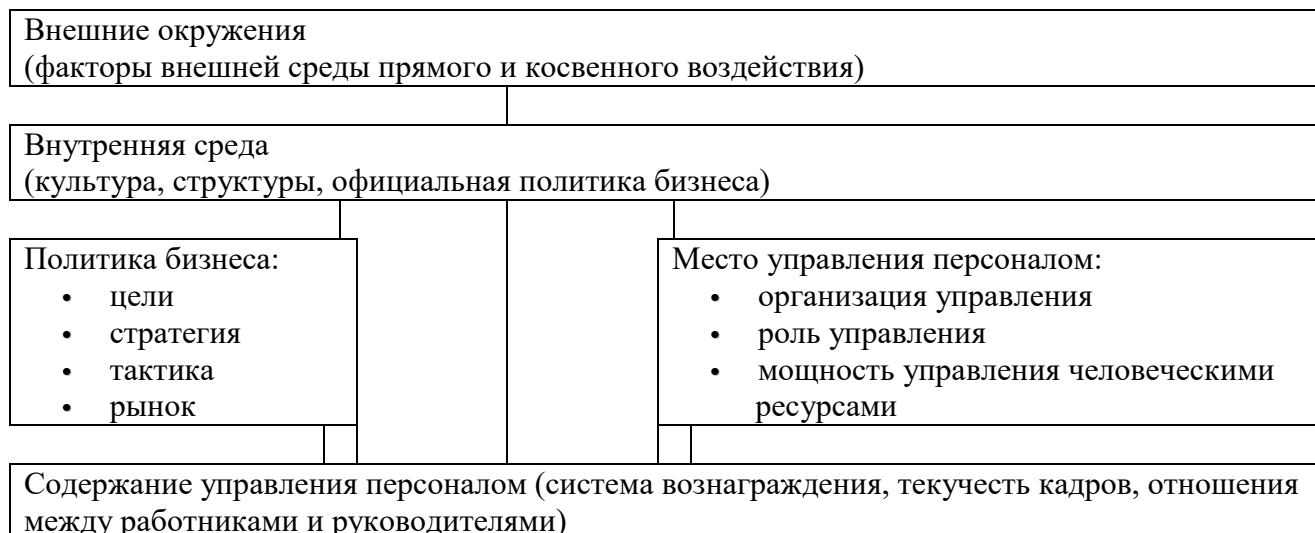 Внешние окружения
(факторы внешней среды прямого и косвенного воздействия)
Внутренняя среда
(культура, структуры, официальная политика бизнеса)
Политика бизнеса:
• цели
• стратегия
• тактика
• рынок
Место управления персоналом:
• организация управления
• роль управления
• мощность управления человеческими
ресурсами
Содержание управления персоналом (система вознаграждения, текучесть кадров, отношения
между работниками и руководителями)